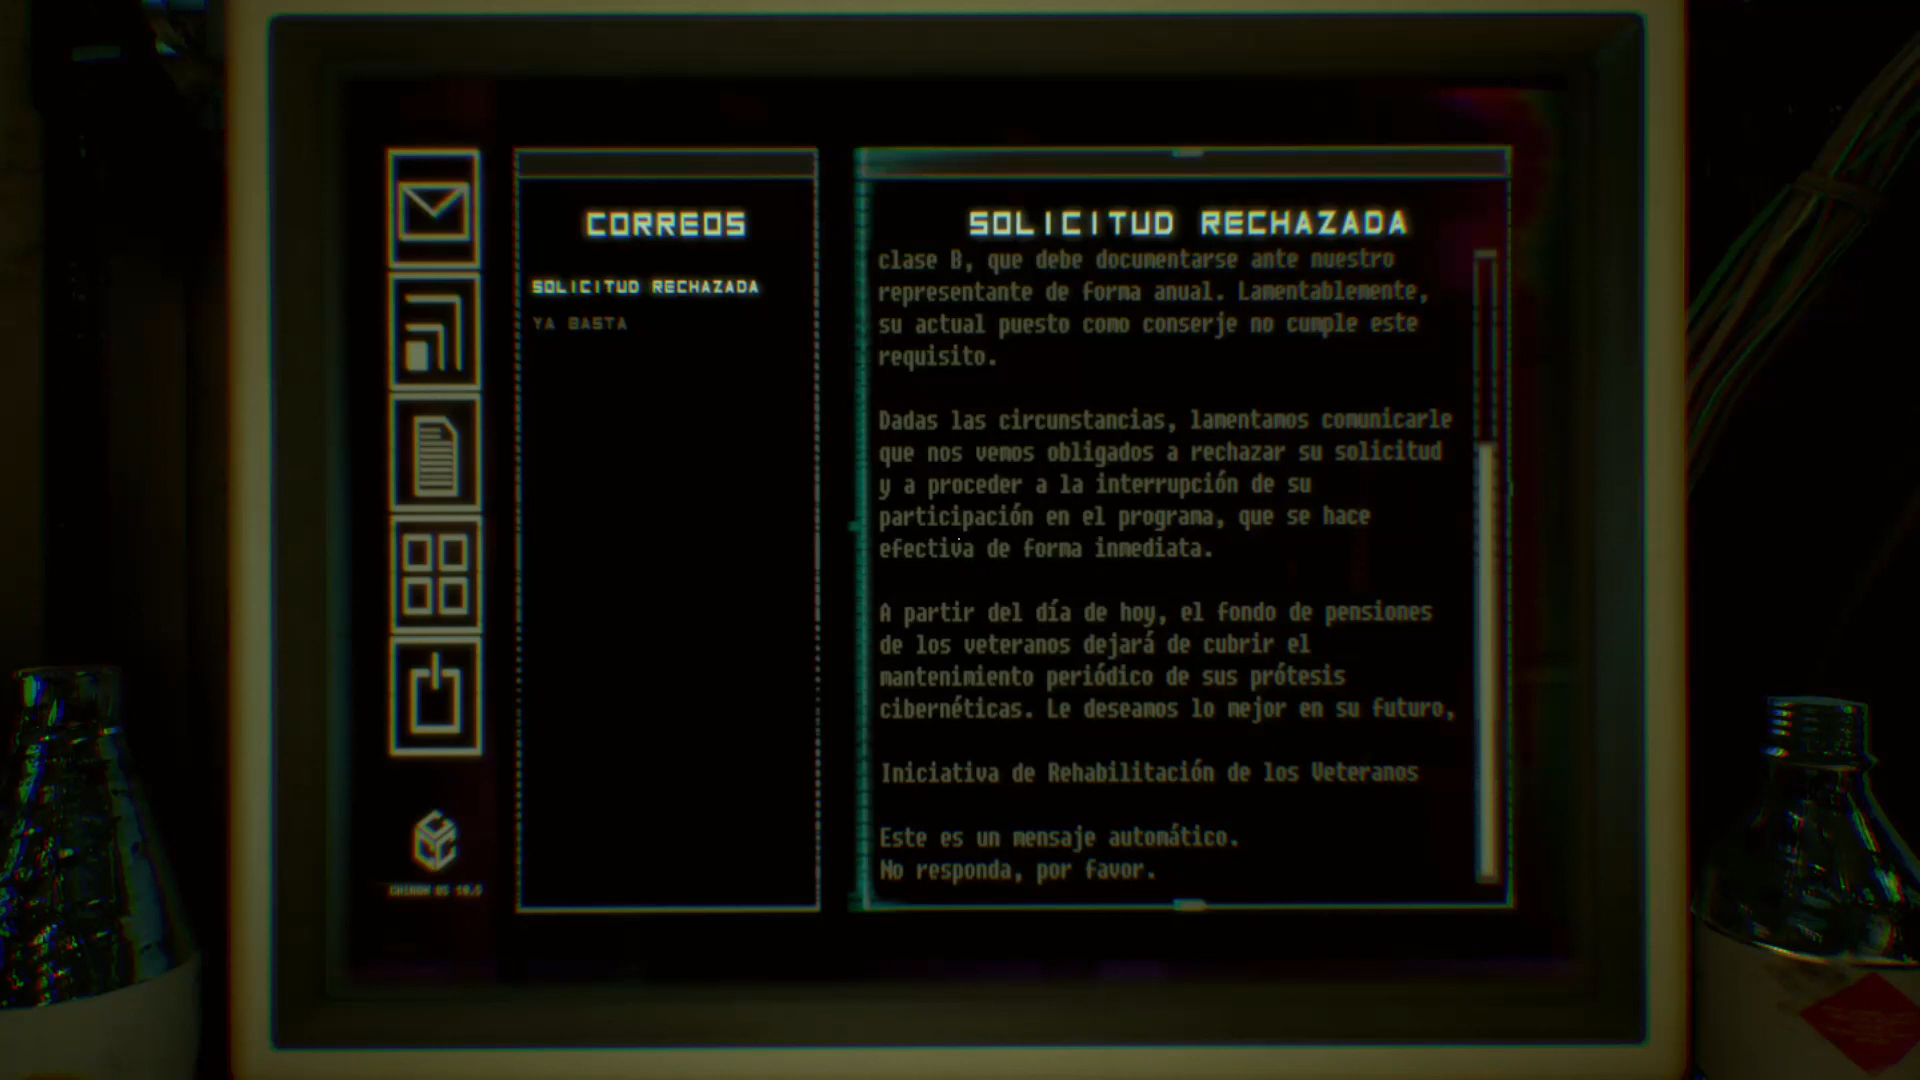 CORREOS
SOLICITUD RECHAZADA
YA BASTA
SOLICITUD RECHAZADA
clase B, que debe documentarse ante nuestro
representante de forma anual. Lamentablemente,
su actual puesto como conserje no cumple este
requisito.
Dadas las circunstancias, lamentamos comunicarle
que nos vemos obligados a rechazar su solicitud
y a proceder a la interrupción de su
participación en el programa, que se hace
efectiva de forma inmediata.
A partir del día de hoy, el fondo de pensiones
de los veteranos dejará de cubrir el
mantenimiento periódico de sus prótesis
cibernéticas. Le deseamos lo mejor en su futuro,
Iniciativa de Rehabilitación de los Veteranos
Este es un mensaje automático.
No responda, por favor.